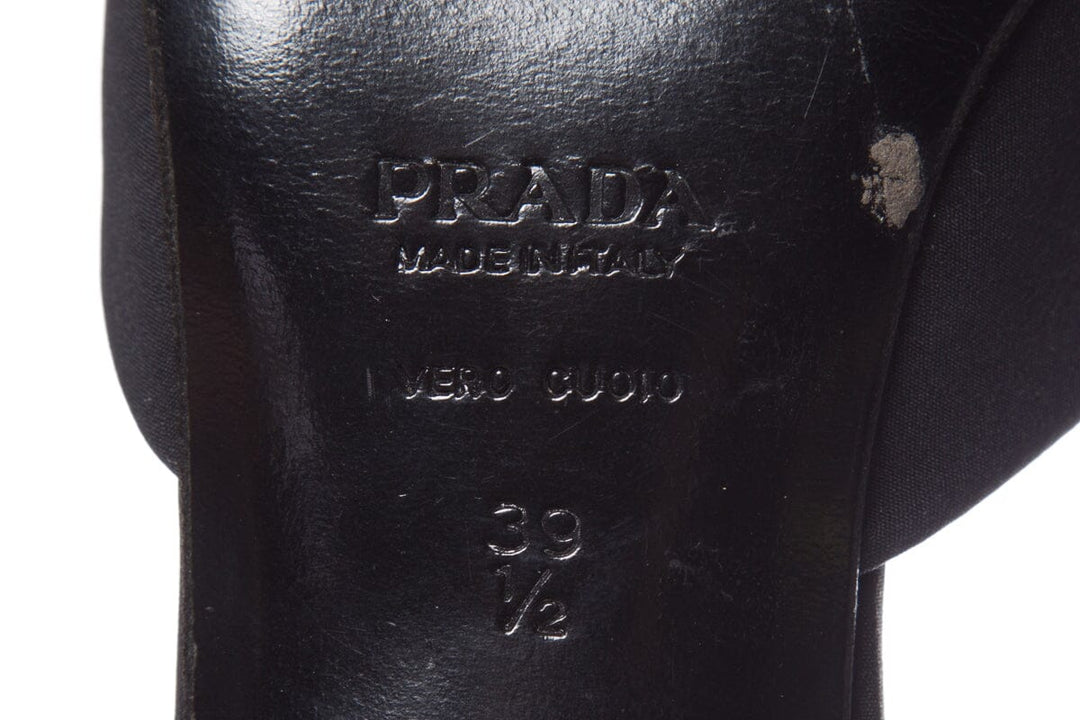 PRADA
MADE IN ITALY
VERO CUOIO
39
½